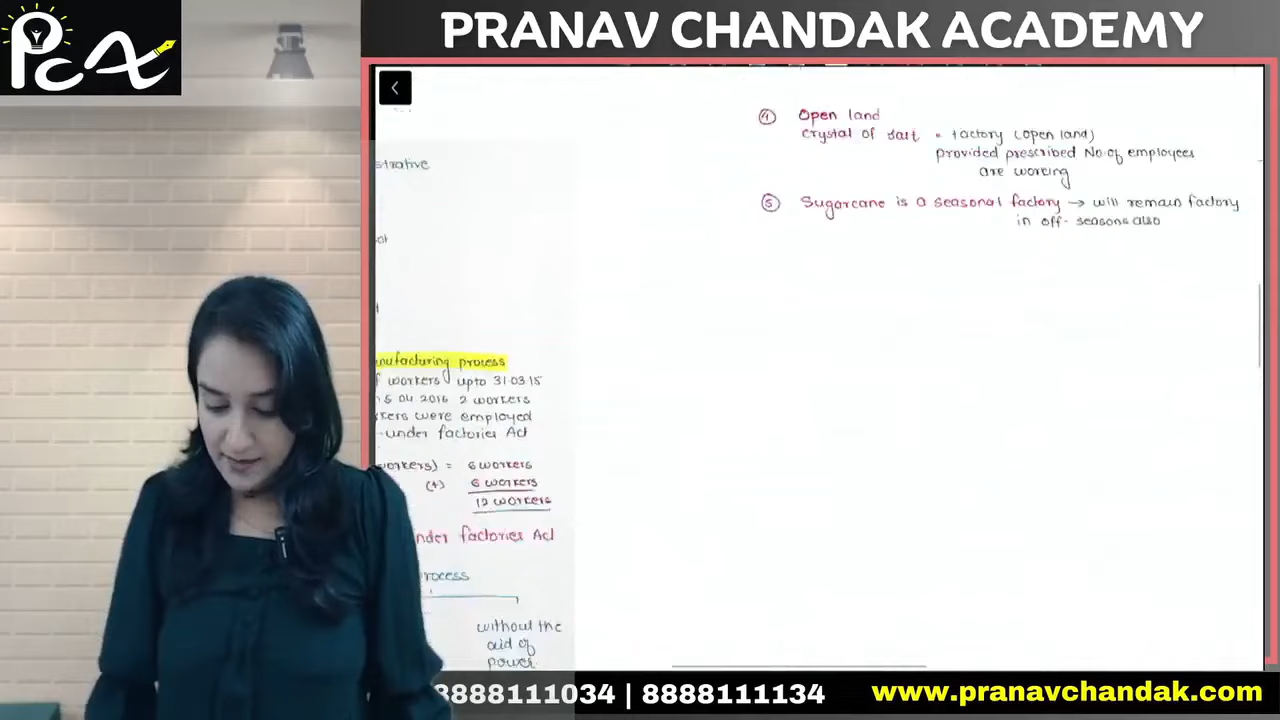 PCA
PRANAV CHANDAK ACADEMY
④ Open land
crystal of salt = factory (open land)
provided prescribed No. of employees
are working
⑤ Sugarcane is a seasonal factory → will remain factory
in off-seasons also
strative
nufacturing process
workers upto 31.03.15
5 04 2016 2 workers
kers were employed
under factories Act
workers) = 6 workers
(+) 6 workers
12 workers
nder factories Act
rocess
without the
aid of
power
8888111034 | 8888111134
www.pranavchandak.com